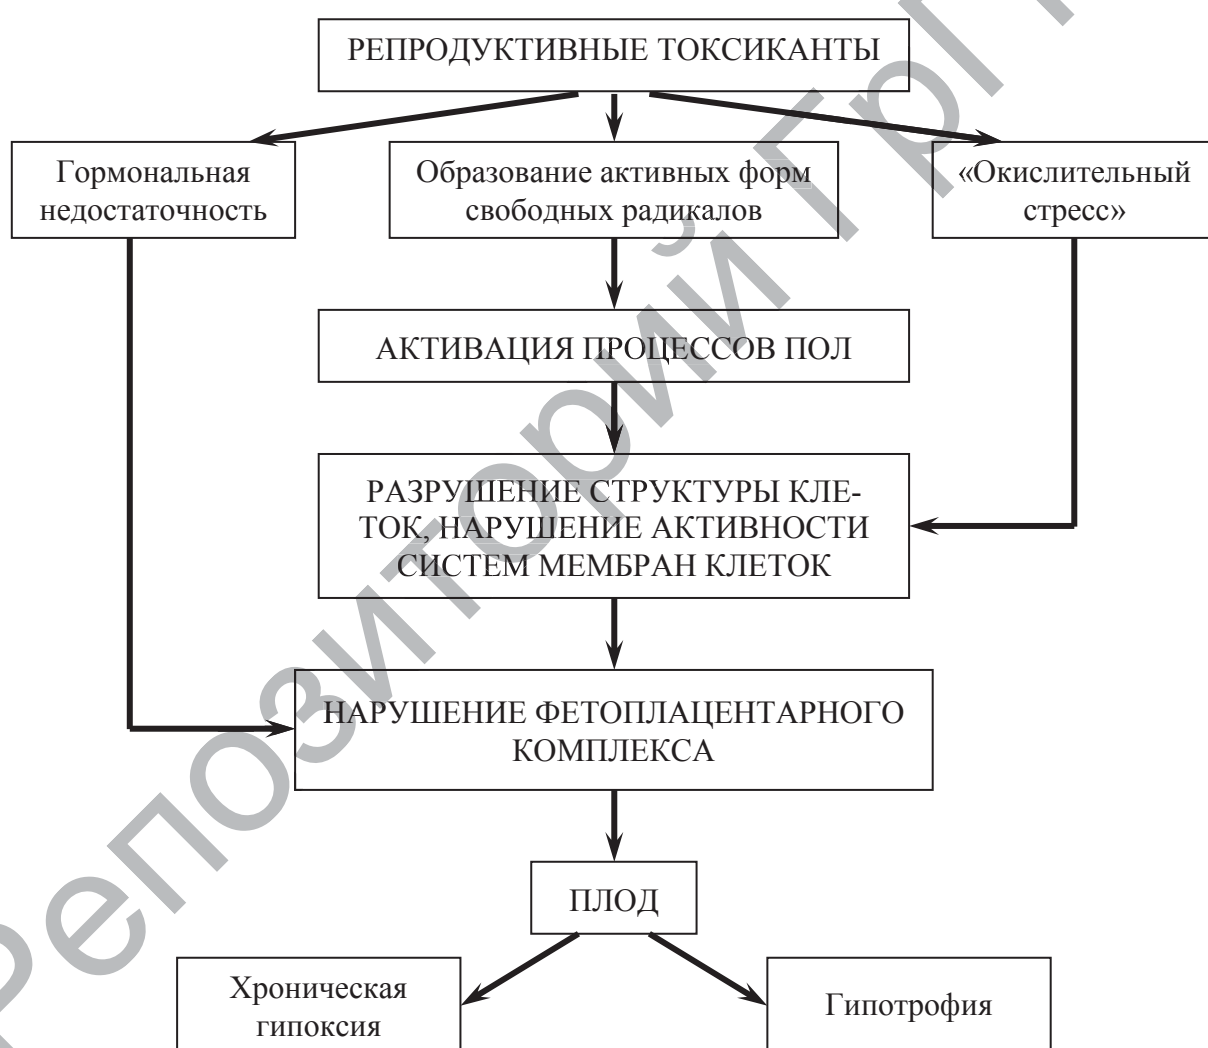 РЕПРОДУКТИВНЫЕ ТОКСИКАНТЫ
Гормональная
недостаточность
Образование активных форм
свободных радикалов
«Окислительный
стресс»
АКТИВАЦИЯ ПРОЦЕССОВ ПОЛ
РАЗРУШЕНИЕ СТРУКТУРЫ КЛЕ-
ТОК, НАРУШЕНИЕ АКТИВНОСТИ
СИСТЕМ МЕМБРАН КЛЕТОК
НАРУШЕНИЕ ФЕТОПЛАЦЕНТАРНОГО
КОМПЛЕКСА
ПЛОД
Хроническая
гипоксия
Гипотрофия
Репозиторий